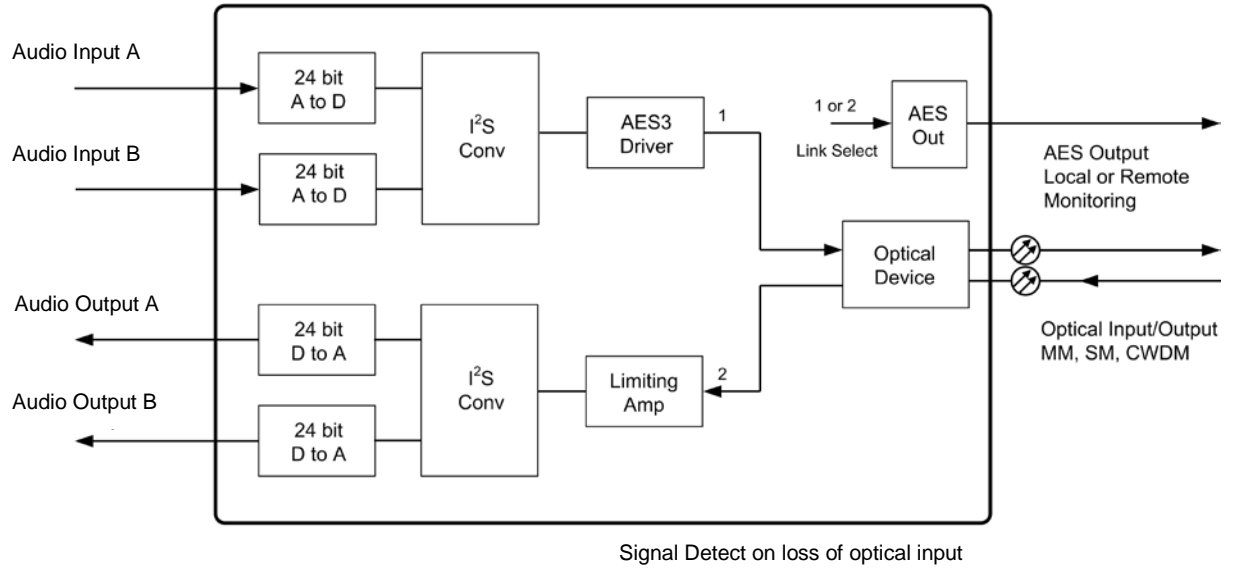 Audio Input A
24 bit
A to D
Audio Input B
24 bit
A to D
I²S
Conv
AES3
Driver
1
1 or 2
Link Select
AES
Out
AES Output
Local or Remote
Monitoring
Optical
Device
Optical Input/Output
MM, SM, CWDM
Audio Output A
24 bit
D to A
Audio Output B
24 bit
D to A
I²S
Conv
Limiting
Amp
2
Signal Detect on loss of optical input